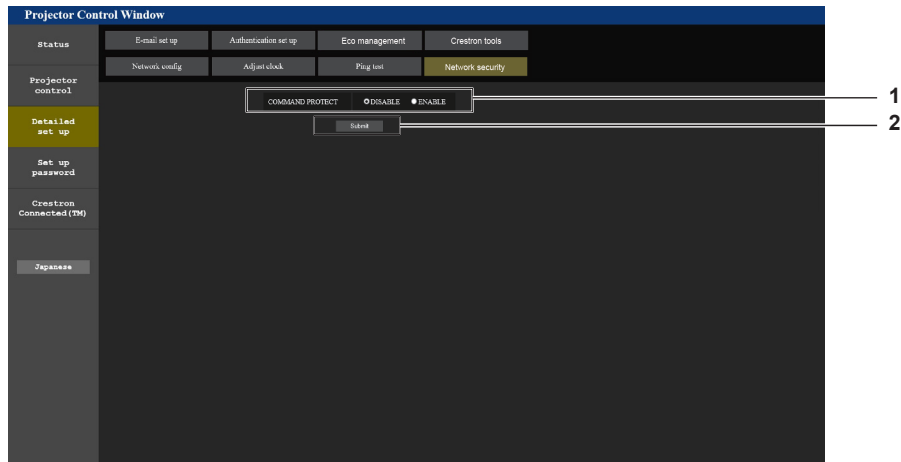 Projector Control Window
Status
Projector
control
Detailed
set up
Set up
password
Crestron
Connected(TM)
Japanese
E-mail set up
Authentication set up
Eco management
Crestron tools
Network config
Adjust clock
Ping test
Network security
COMMAND PROTECT DISABLE ENABLE
Submit
1
2